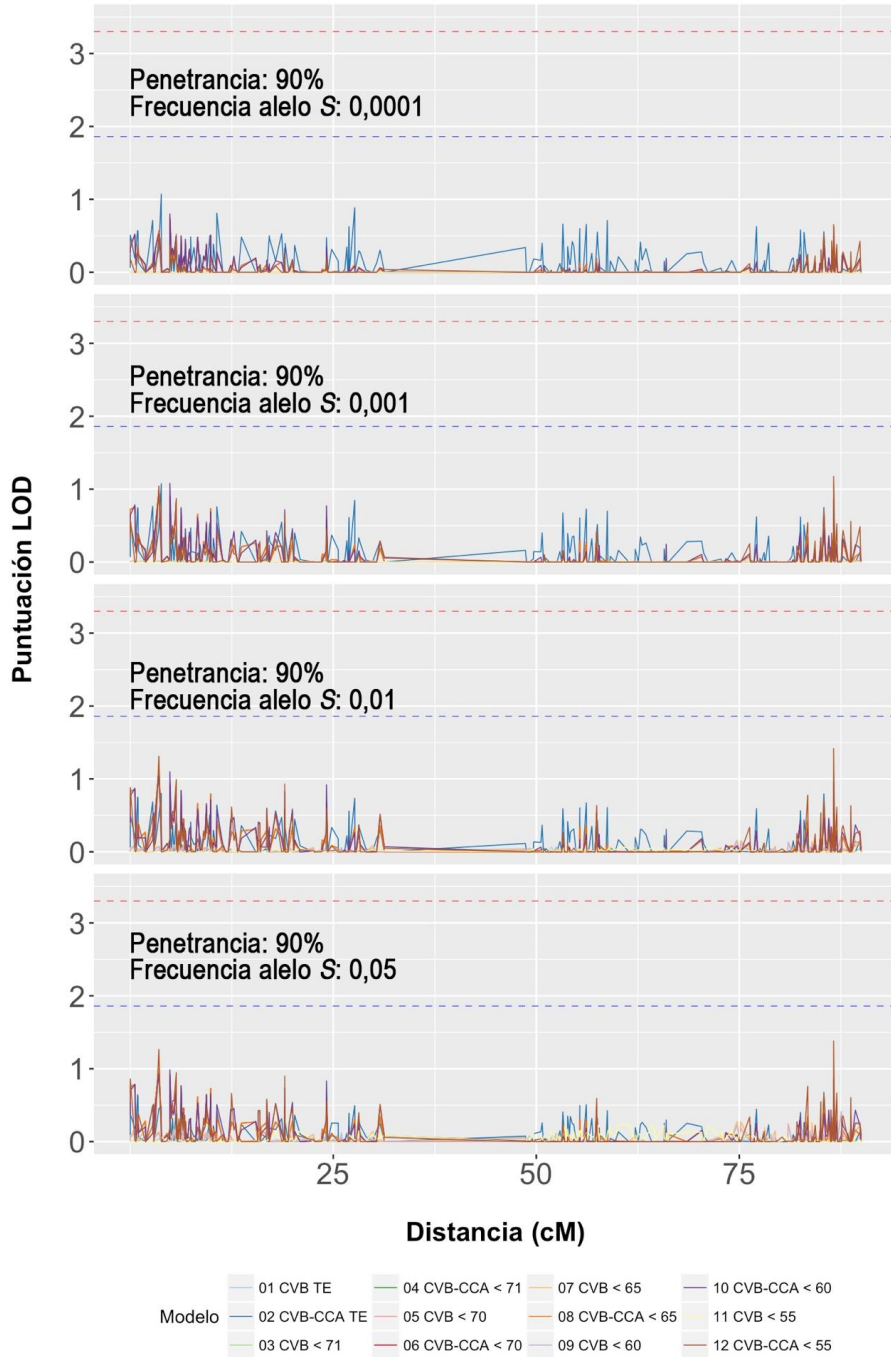 3
Penetrancia: 90%
Frecuencia alelo S: 0,0001
2
1
0
3
Penetrancia: 90%
Frecuencia alelo S: 0,001
2
1
0
3
Penetrancia: 90%
Frecuencia alelo S: 0,01
2
1
0
3
Penetrancia: 90%
Frecuencia alelo S: 0,05
2
1
0
Puntuación LOD
25 50 75
Distancia (cM)
Modelo
01 CVB TE
02 CVB-CCA TE
03 CVB < 71
04 CVB-CCA < 71
05 CVB < 70
06 CVB-CCA < 70
07 CVB < 65
08 CVB-CCA < 65
09 CVB < 60
10 CVB-CCA < 60
11 CVB < 55
12 CVB-CCA < 55